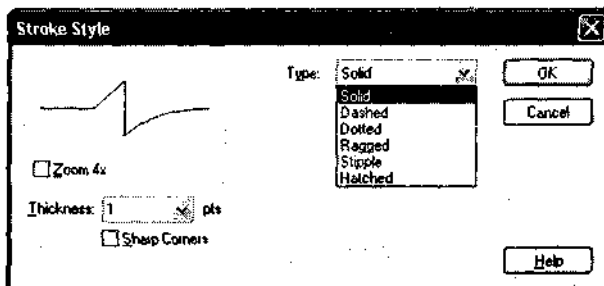 Stroke Style
Type: Solid
OK
Solid
Dashed
Dotted
Ragged
Stipple
Hatched
Cancel
Zoom 4x
Thickness: 1 pts
Sharp Corners
Help